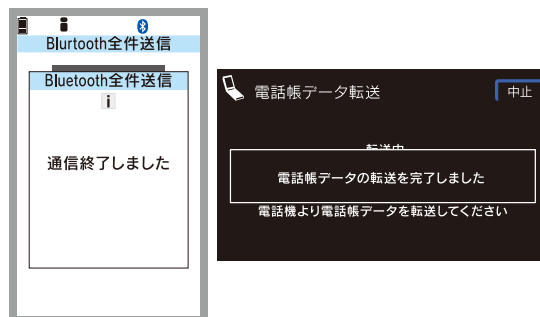 Blurtooth全件送信
Bluetooth全件送信
i
通信終了しました
電話帳データ転送
中止
転送中
電話帳データの転送を完了しました
電話機より電話帳データを転送してください